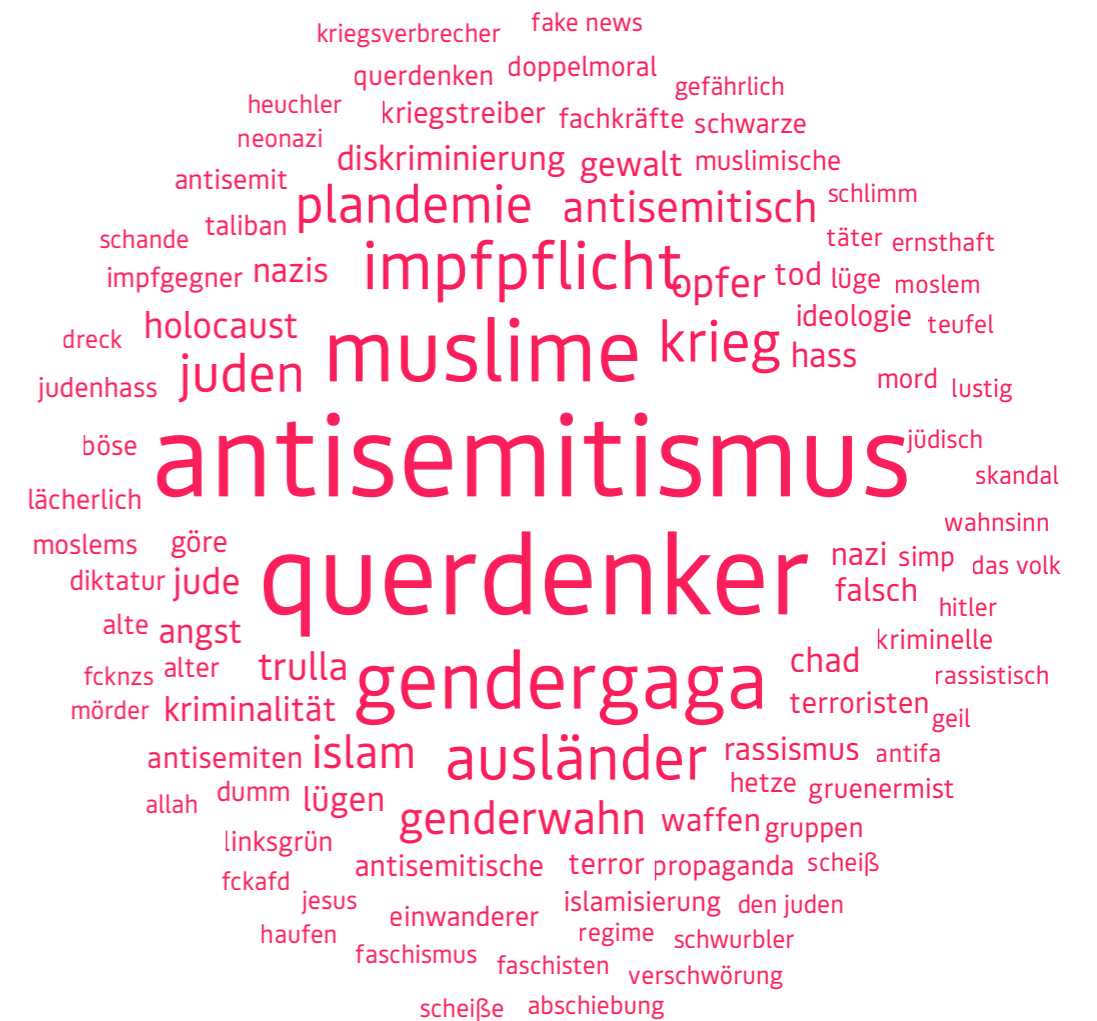 fake news
kriegsverbrecher
querdenken doppelmoral
gefährlich
heuchler kriegstreiber fachkräfte schwarze
neonazi
diskriminierung gewalt muslimische
antisemit plandemie antisemitisch schlimm
schande taliban täter ernsthaft
impfgegner nazis impfpflicht opfer tod lüge moslem
dreck holocaust muslime krieg ideologie teufel
judenhass juden hass mord lustig
böse antisemitismus jüdisch
lächerlich skandal
wahnsinn
moslems göre querdenker nazi simp das volk
diktatur jude falsch
hitler
alte angst kriminelle
fcknzs alter trulla gendergaga chad rassistisch
mörder kriminalität terroristen geil
antisemiten islam ausländer rassismus antifa
allah dumm lügen hetze gruenermist
genderwahn waffen gruppen
linksgrün
antisemitische terror propaganda scheiß
fckafd
jesus einwanderer islamisierung den juden
haufen regime schwurbler
faschismus faschisten verschwörung
scheiße abschiebung